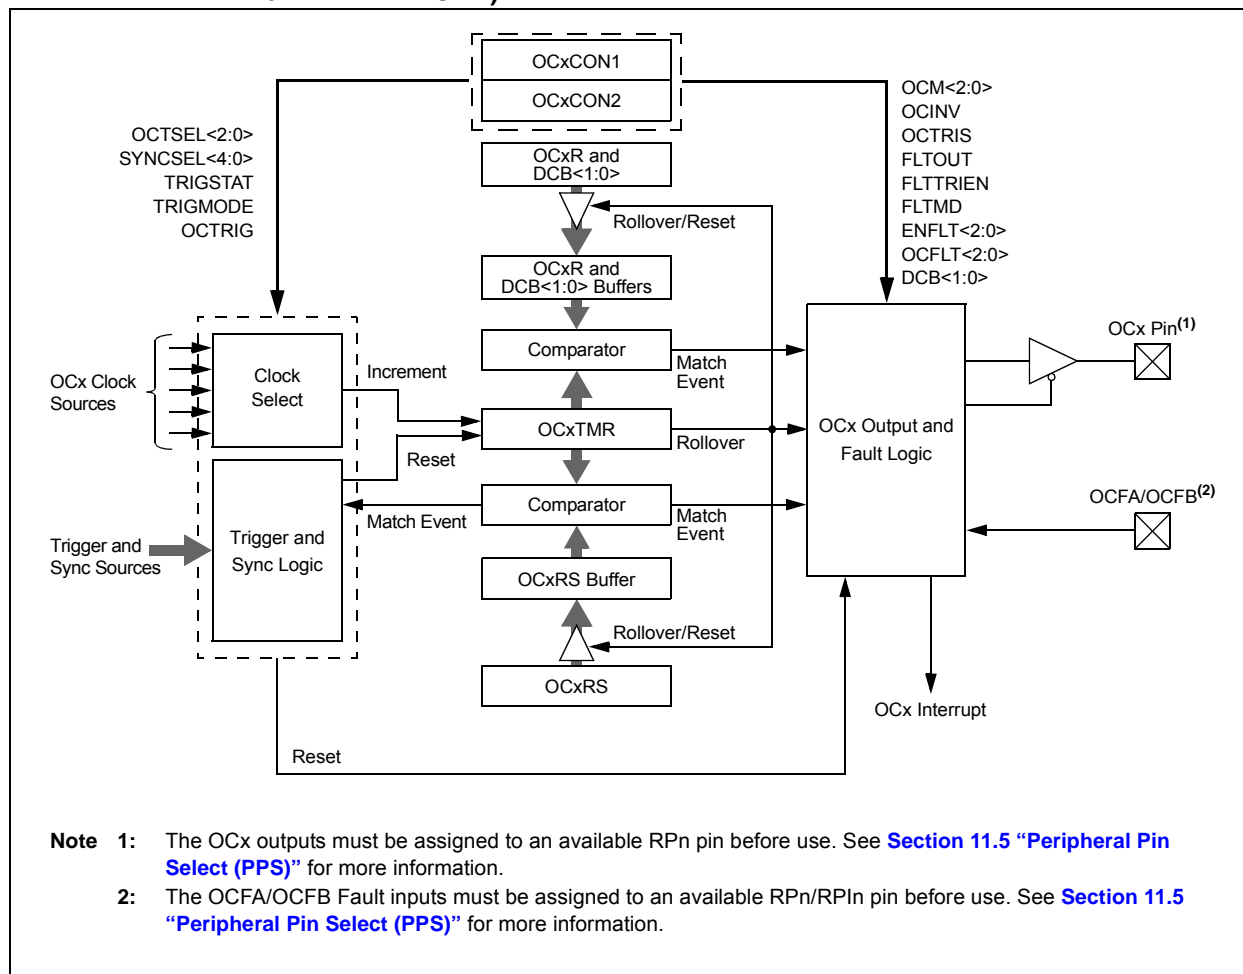 OCxCON1
OCxCON2
OCM<2:0>
OCINV
OCTRIS
FLTOUT
FLTTRIEN
FLTMD
ENFLT<2:0>
OCFLT<2:0>
DCB<1:0>
OCTSEL<2:0>
SYNCSEL<4:0>
TRIGSTAT
TRIGMODE
OCTRIG
OCxR and
DCB<1:0>
Rollover/Reset
OCxR and
DCB<1:0> Buffers
Comparator
Match
Event
OCx Pin(1)
OCx Clock
Sources
Clock
Select
Increment
OCxTMR
Rollover
OCx Output and
Fault Logic
Reset
OCFA/OCFB(2)
Comparator
Match Event
Match
Event
Trigger and
Sync Sources
Trigger and
Sync Logic
OCxRS Buffer
Rollover/Reset
OCxRS
OCx Interrupt
Reset
Note 1: The OCx outputs must be assigned to an available RPn pin before use. See Section 11.5 “Peripheral Pin
Select (PPS)” for more information.
2: The OCFA/OCFB Fault inputs must be assigned to an available RPn/RPIn pin before use. See Section 11.5
“Peripheral Pin Select (PPS)” for more information.